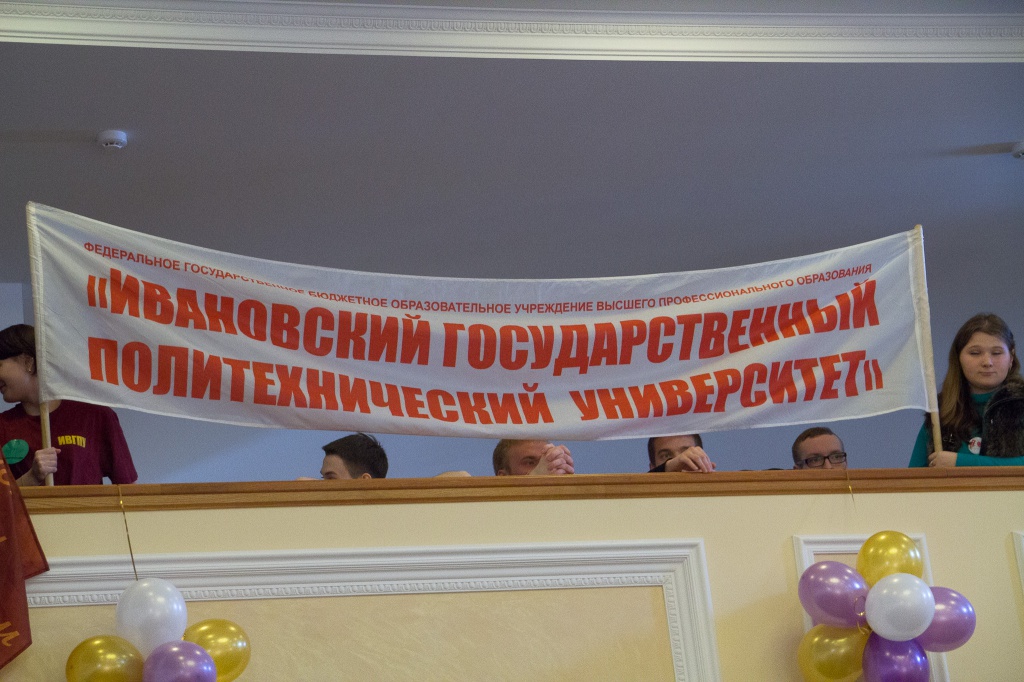 ФЕДЕРАЛЬНОЕ ГОСУДАРСТВЕННОЕ БЮДЖЕТНОЕ ОБРАЗОВАТЕЛЬНОЕ УЧРЕЖДЕНИЕ ВЫСШЕГО ПРОФЕССИОНАЛЬНОГО ОБРАЗОВАНИЯ
"ИВАНОВСКИЙ ГОСУДАРСТВЕННЫЙ
ПОЛИТЕХНИЧЕСКИЙ УНИВЕРСИТЕТ"
ИВГПУ